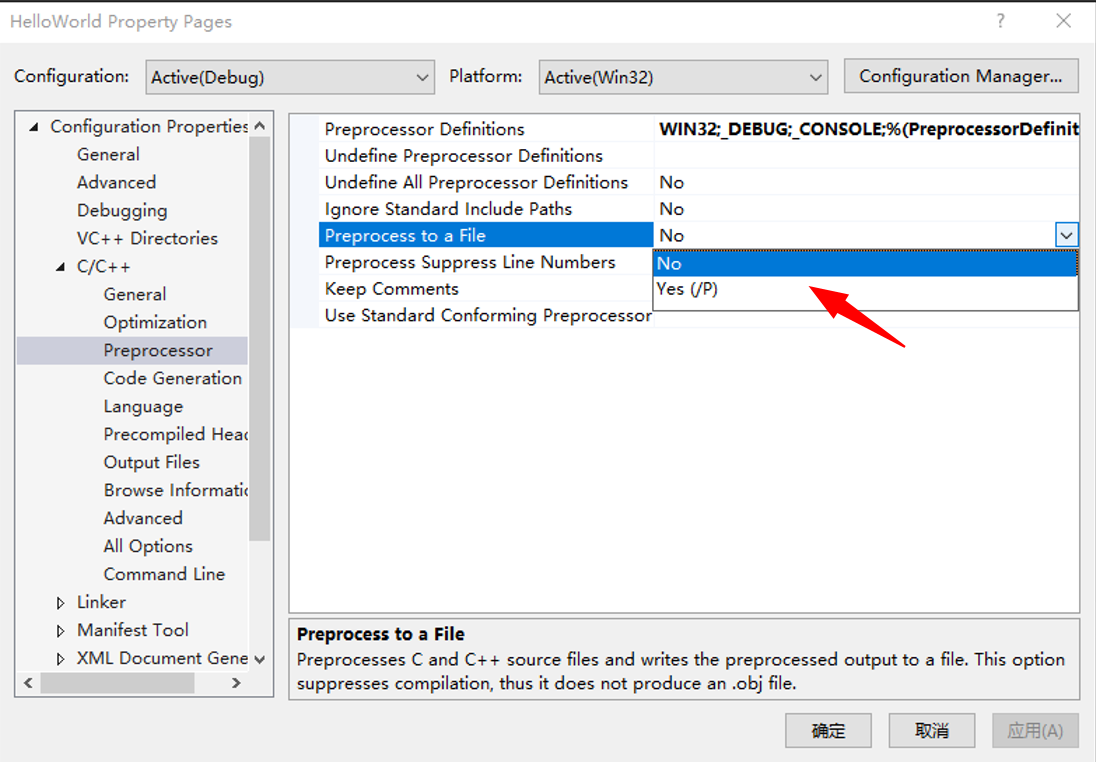 HelloWorld Property Pages
?
Configuration: Active(Debug) Platform: Active(Win32) Configuration Manager...
Configuration Properties
General
Advanced
Debugging
VC++ Directories
C/C++
General
Optimization
Preprocessor
Code Generation
Language
Precompiled Head
Output Files
Browse Informatio
Advanced
All Options
Command Line
Linker
Manifest Tool
XML Document Gene
Preprocessor Definitions WIN32;_DEBUG;_CONSOLE;%(PreprocessorDefinit
Undefine Preprocessor Definitions
Undefine All Preprocessor Definitions No
Ignore Standard Include Paths No
Preprocess to a File No
Preprocess Suppress Line Numbers No
Keep Comments Yes (/P)
Use Standard Conforming Preprocessor
Preprocess to a File
Preprocesses C and C++ source files and writes the preprocessed output to a file. This option
suppresses compilation, thus it does not produce an .obj file.
确定 取消 应用(A)